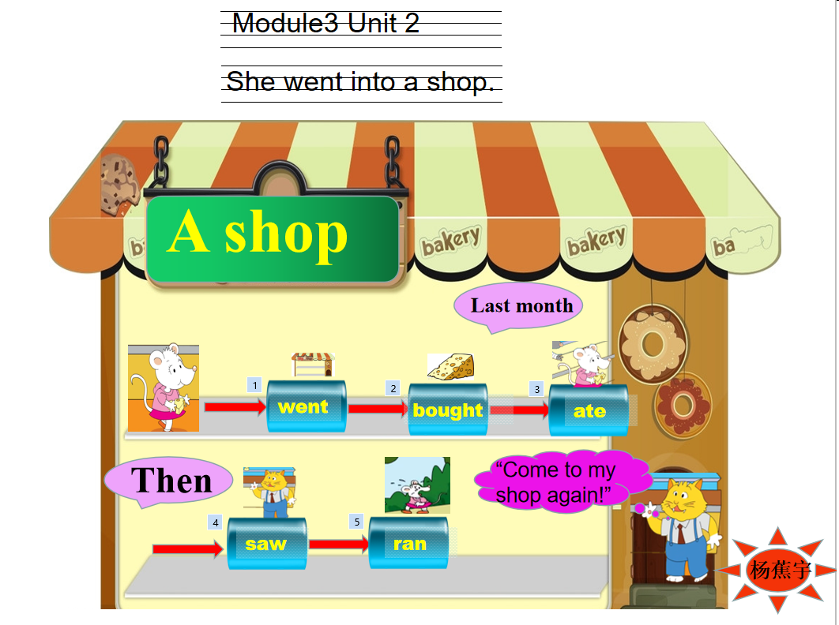 Module3 Unit 2
She went into a shop.
A shop
bakery
bakery
ba
Last month
1
went
2
bought
3
ate
Then
4
saw
5
ran
“Come to my
shop again!”
杨蕉宇